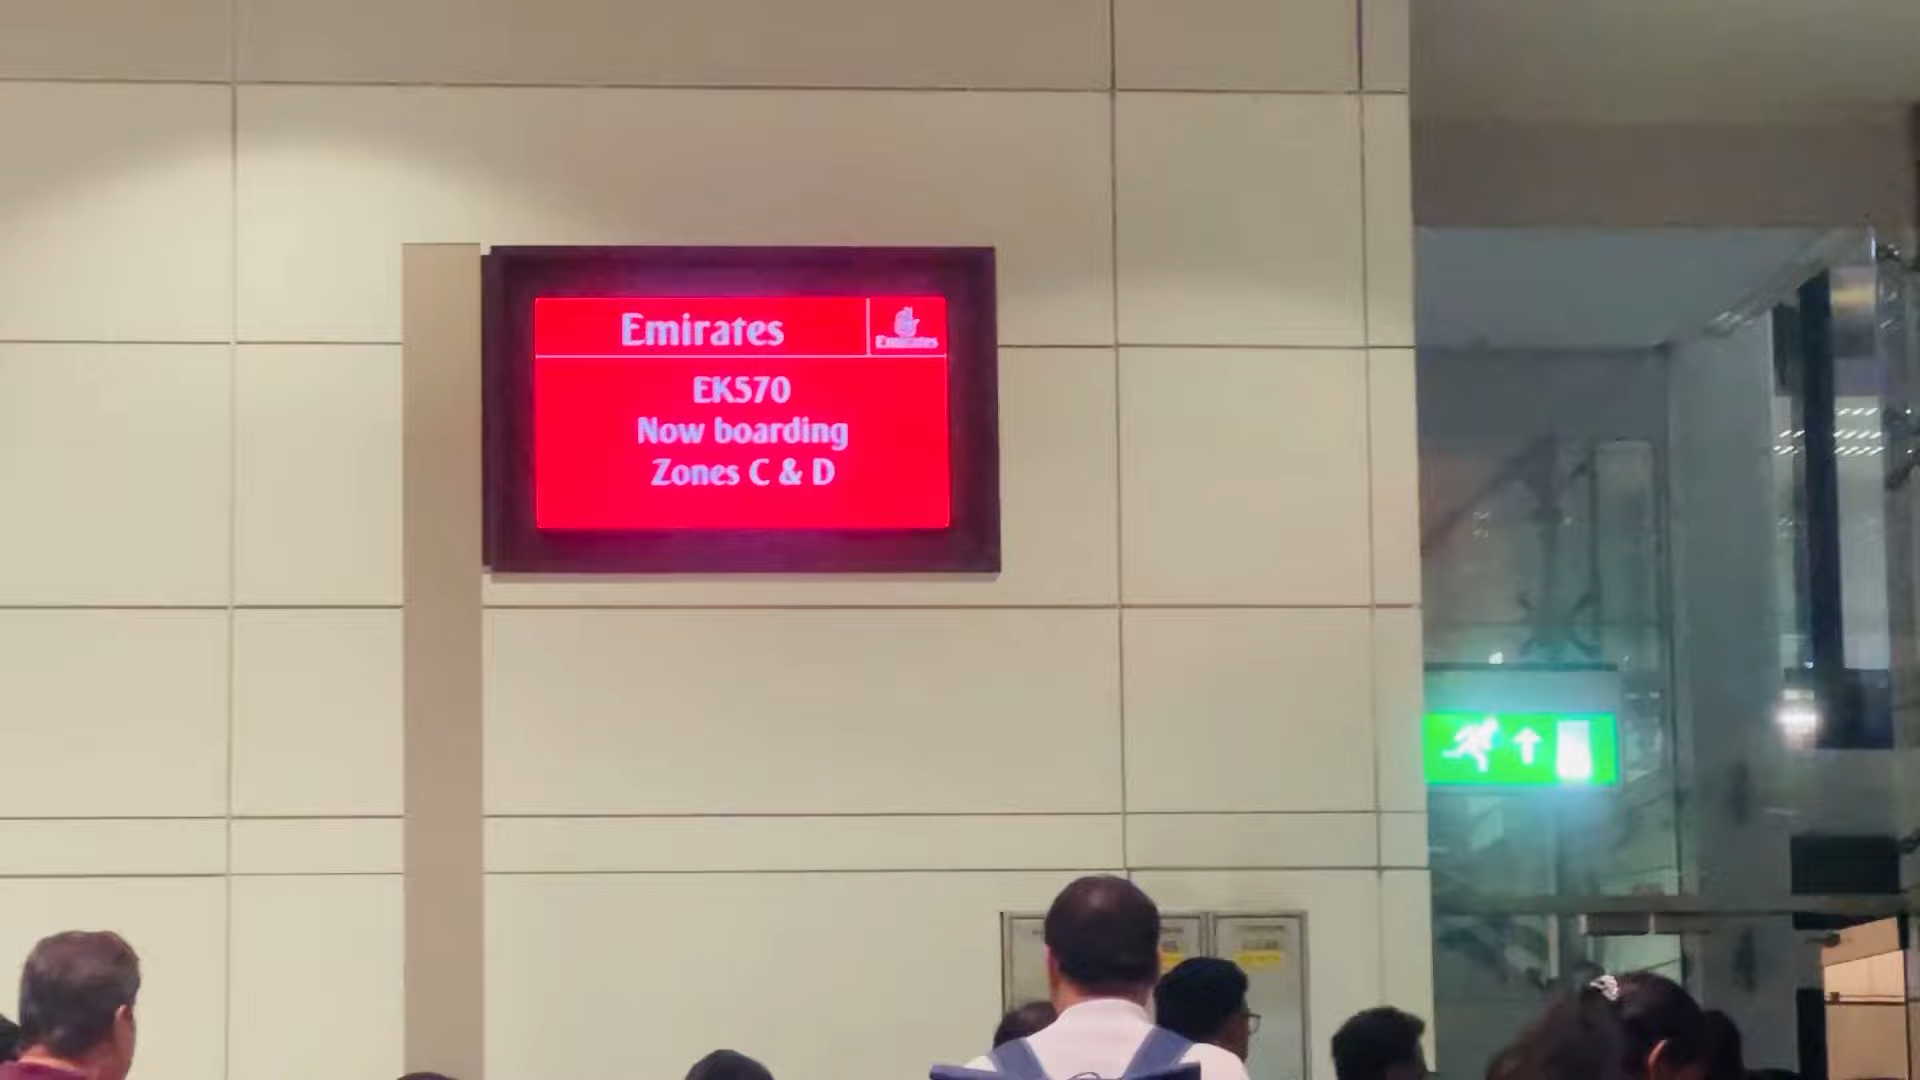 Emirates
Emirates
EK570
Now boarding
Zones C & D